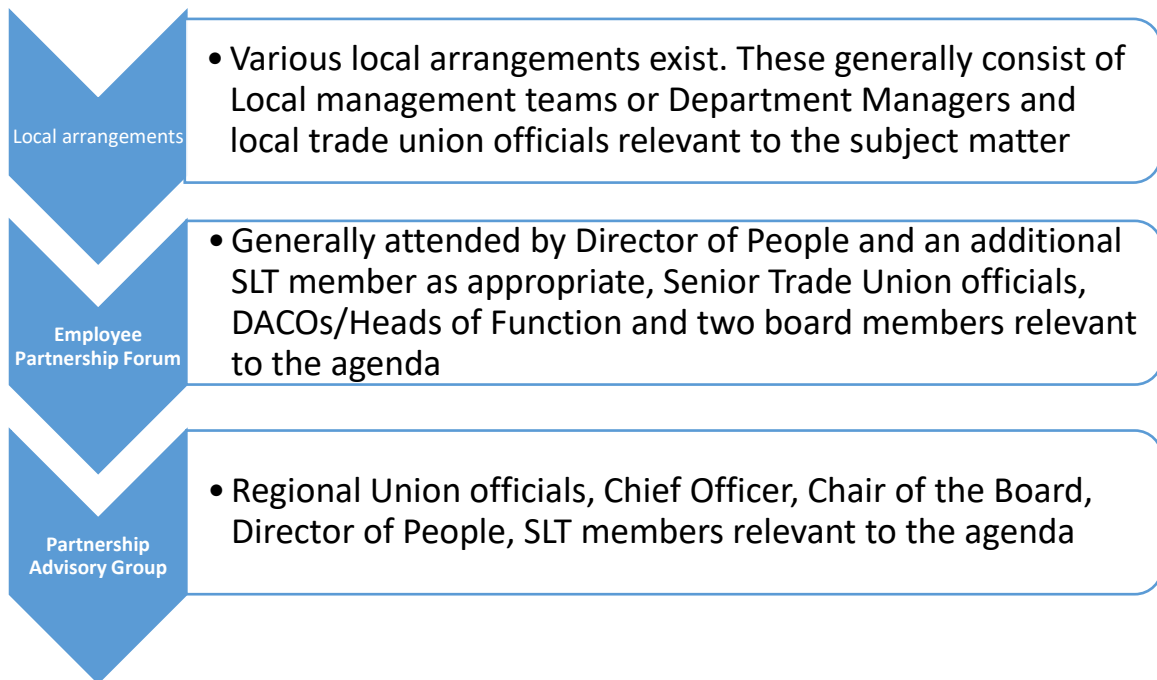 Local arrangements
• Various local arrangements exist. These generally consist of
Local management teams or Department Managers and
local trade union officials relevant to the subject matter
Employee
Partnership Forum
• Generally attended by Director of People and an additional
SLT member as appropriate, Senior Trade Union officials,
DACOs/Heads of Function and two board members relevant
to the agenda
Partnership
Advisory Group
• Regional Union officials, Chief Officer, Chair of the Board,
Director of People, SLT members relevant to the agenda